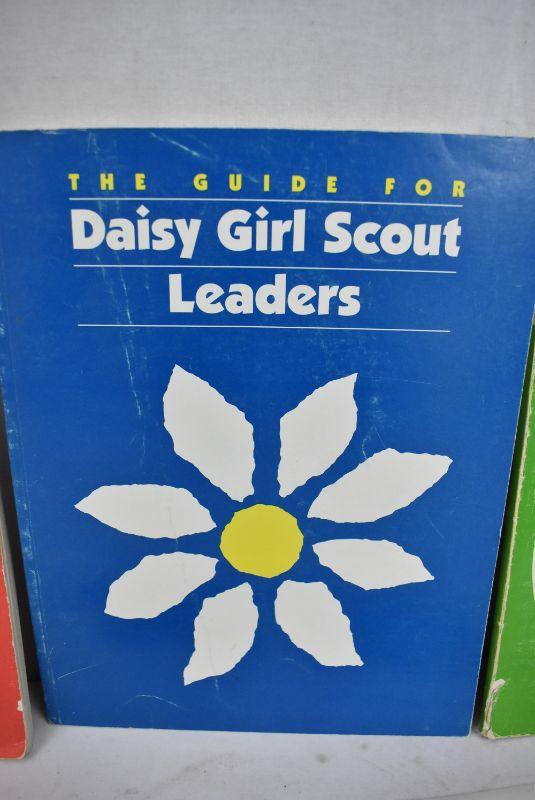 THE GUIDE FOR
Daisy Girl Scout
Leaders